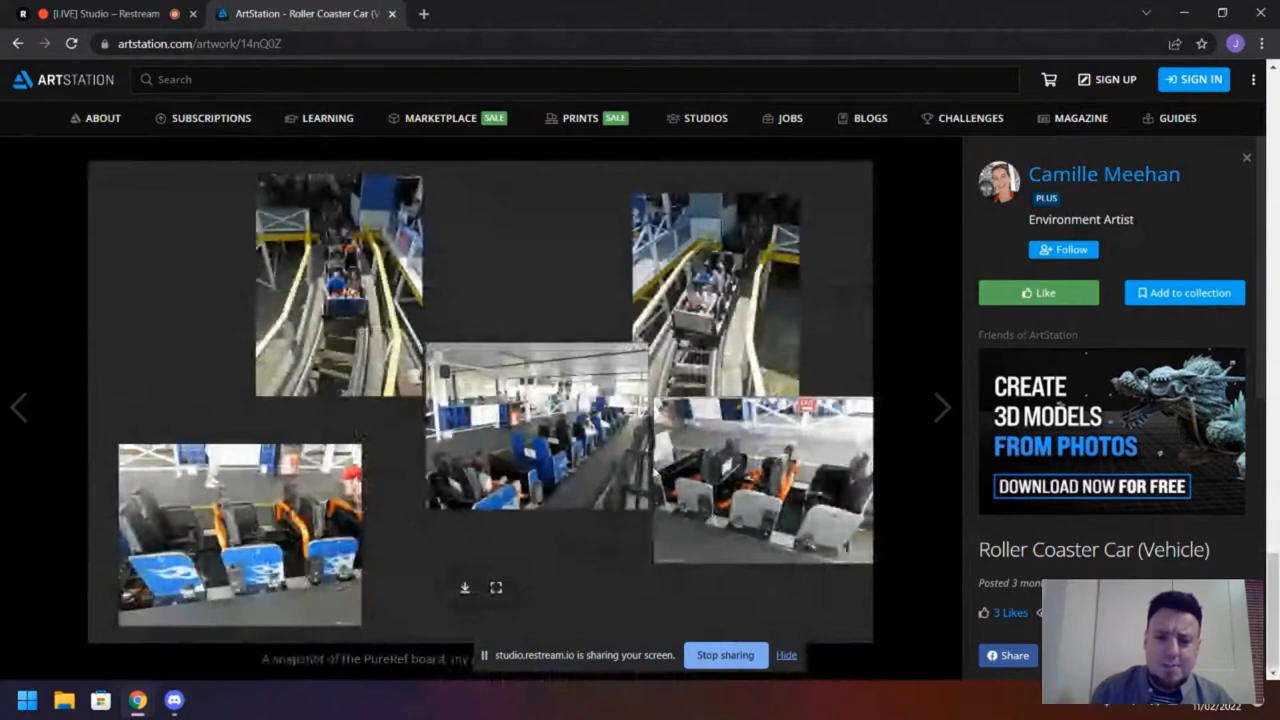 [LIVE] Studio – Restream
ArtStation - Roller Coaster Car (V
artstation.com/artwork/14nQ0Z
J
ARTSTATION
Search
SIGN UP
SIGN IN
ABOUT
SUBSCRIPTIONS
LEARNING
MARKETPLACE SALE
PRINTS SALE
STUDIOS
JOBS
BLOGS
CHALLENGES
MAGAZINE
GUIDES
Camille Meehan
PLUS
Environment Artist
Follow
Like
Add to collection
Friends of ArtStation
CREATE
3D MODELS
FROM PHOTOS
DOWNLOAD NOW FOR FREE
Roller Coaster Car (Vehicle)
Posted 3 mon
3 Likes
Share
EXIT
A snapshot of the PureRef board, my
studio.restream.io is sharing your screen.
Stop sharing
Hide
11/02/2022